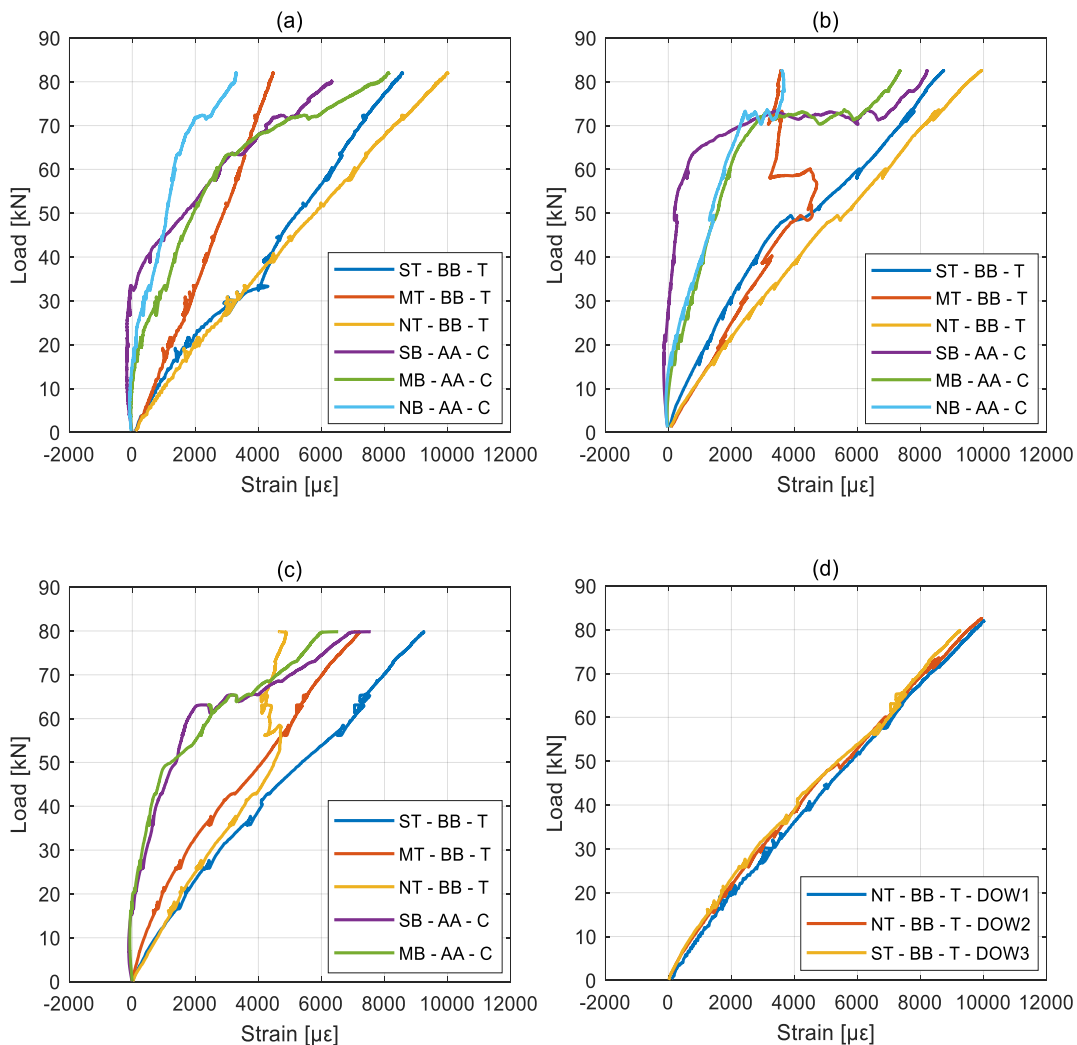 (a)
90
80
70
60
50
40
30
20
10
0
Load [kN]
-2000 0 2000 4000 6000 8000 10000 12000
Strain [µε]
ST - BB - T
MT - BB - T
NT - BB - T
SB - AA - C
MB - AA - C
NB - AA - C
(b)
90
80
70
60
50
40
30
20
10
0
Load [kN]
-2000 0 2000 4000 6000 8000 10000 12000
Strain [µε]
ST - BB - T
MT - BB - T
NT - BB - T
SB - AA - C
MB - AA - C
NB - AA - C
(c)
90
80
70
60
50
40
30
20
10
0
Load [kN]
-2000 0 2000 4000 6000 8000 10000 12000
Strain [µε]
ST - BB - T
MT - BB - T
NT - BB - T
SB - AA - C
MB - AA - C
(d)
90
80
70
60
50
40
30
20
10
0
Load [kN]
-2000 0 2000 4000 6000 8000 10000 12000
Strain [µε]
NT - BB - T - DOW1
NT - BB - T - DOW2
ST - BB - T - DOW3